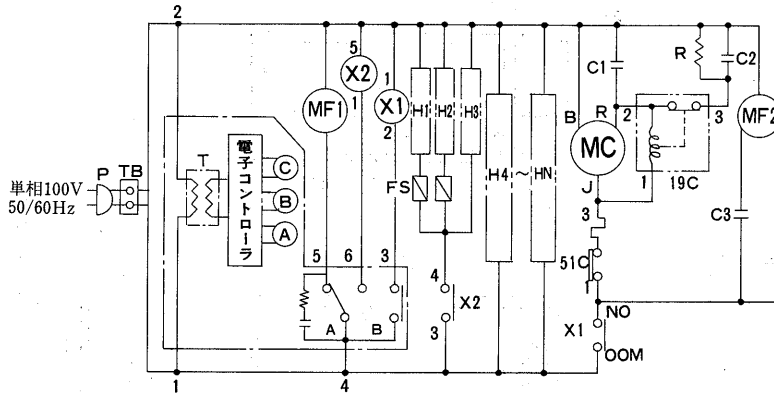 2
5
X2
1
MF1
1
X1
2
H1
H2
H3
H4
~
HN
FS
C1
R
C2
B
R
2
3
MC
J
1
19C
MF2
C3
3
51C
1
X1
NO
OOM
P
TB
単相100V
50/60Hz
T
電子コントローラ
C
B
A
5
6
3
A
B
4
X2
3
1
4